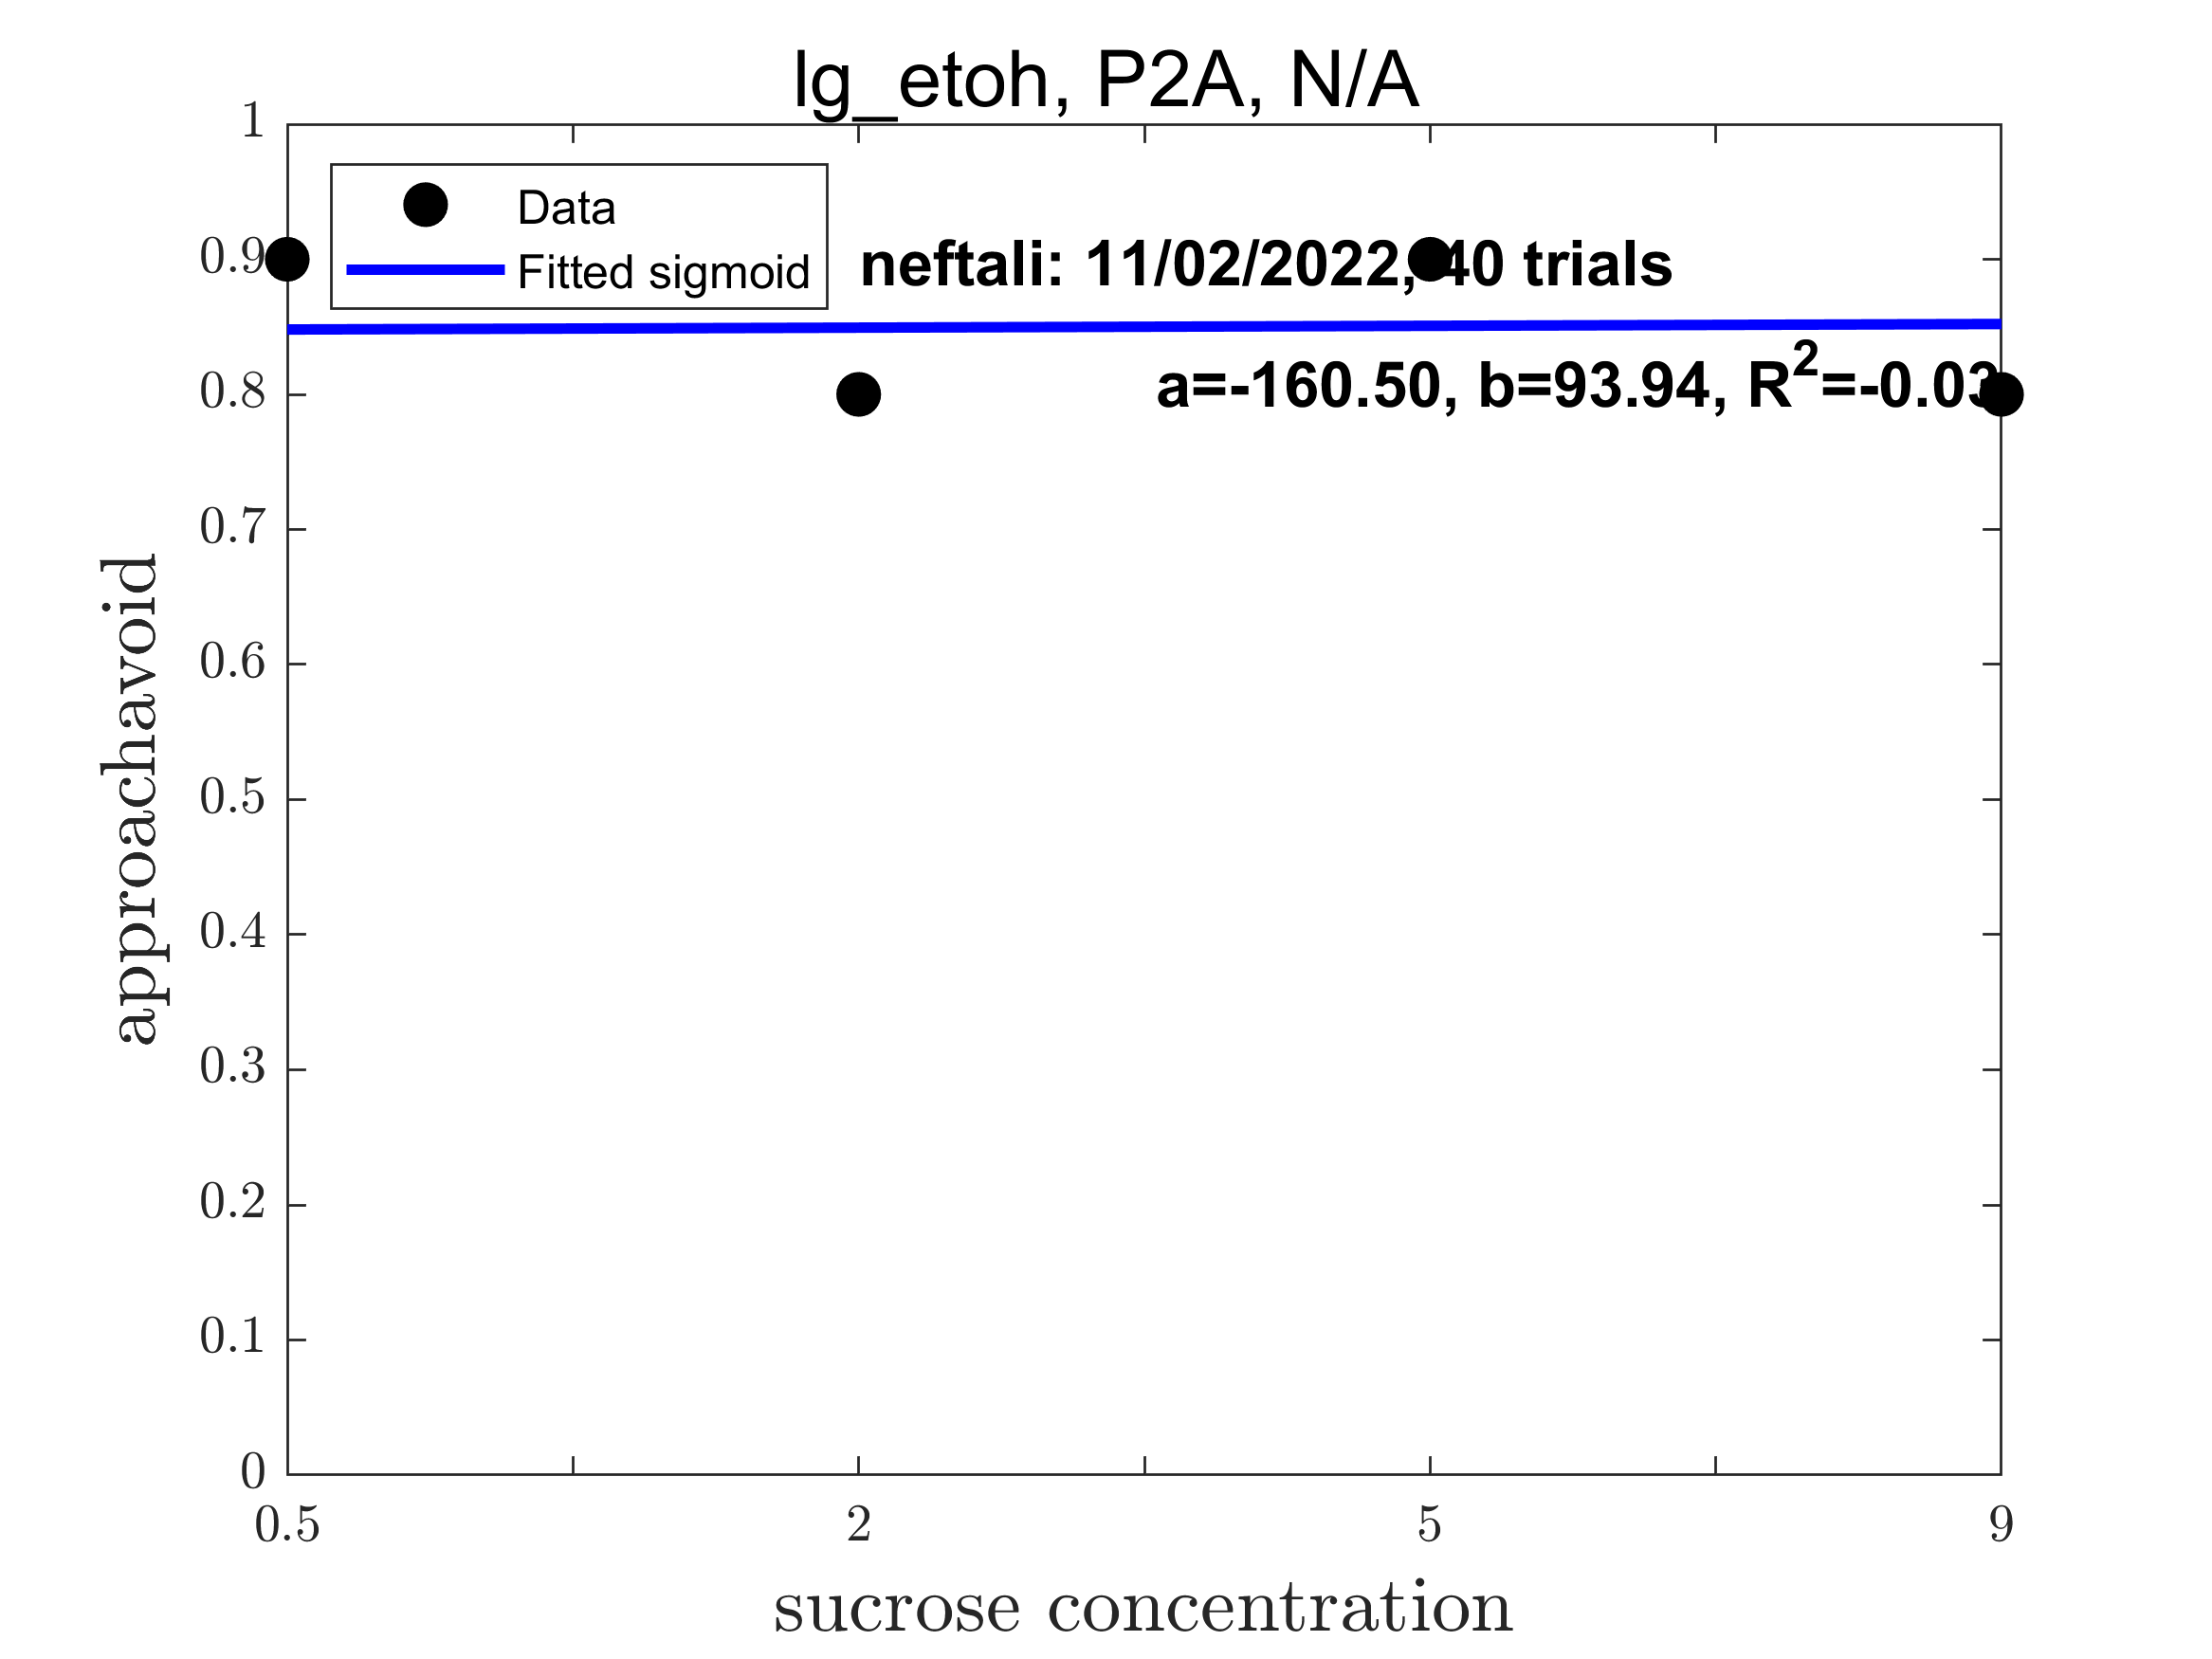 lg_etoh, P2A, N/A
1
0.9
0.8
0.7
0.6
0.5
0.4
0.3
0.2
0.1
0
Data
Fitted sigmoid
neftali: 11/02/2022, 40 trials
a=-160.50, b=93.94, R²=-0.03
approachavoid
0.5 2 5 9
sucrose concentration